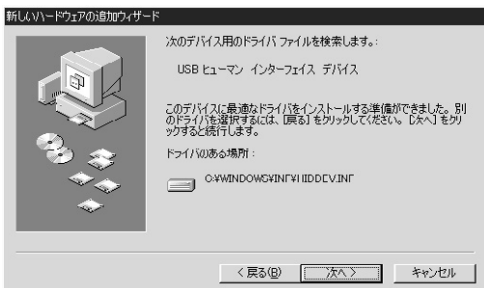 新しいハードウェアの追加ウィザード
次のデバイス用のドライバ ファイルを検索します。:
USB ヒューマン インターフェイス デバイス
このデバイスに最適なドライバをインストールする準備ができました。別
のドライバを選択するには、[戻る] をクリックしてください。[次へ] をクリ
ックすると続行します。
ドライバのある場所:
C:¥WINDOWS¥INF¥HIDDEV.INF
< 戻る(B)
次へ >
キャンセル